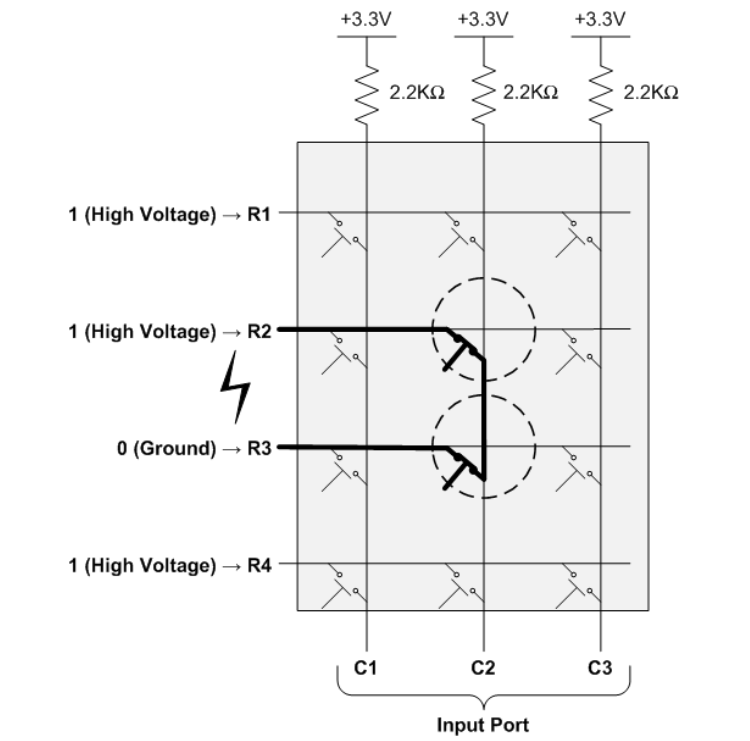 +3.3V +3.3V +3.3V
2.2KΩ 2.2KΩ 2.2KΩ
1 (High Voltage) → R1
1 (High Voltage) → R2
0 (Ground) → R3
1 (High Voltage) → R4
C1 C2 C3
Input Port